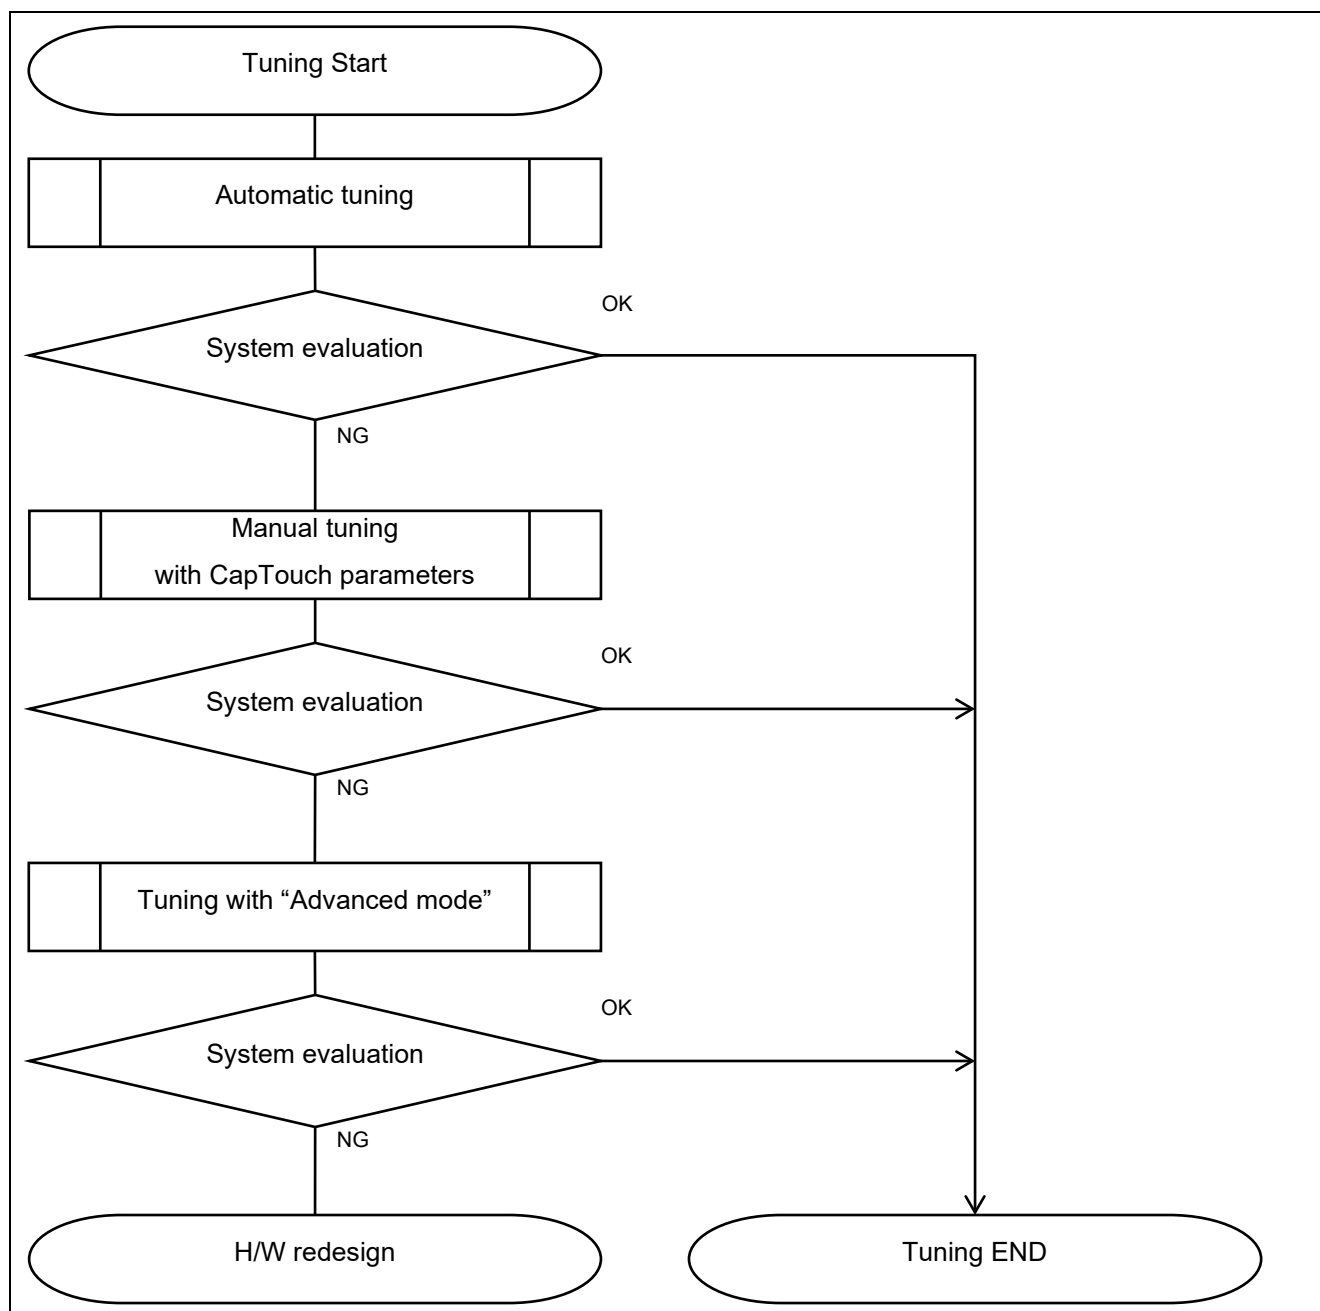 Tuning Start
Automatic tuning
OK
System evaluation
NG
Manual tuning
with CapTouch parameters
OK
System evaluation
NG
Tuning with “Advanced mode”
OK
System evaluation
NG
H/W redesign
Tuning END